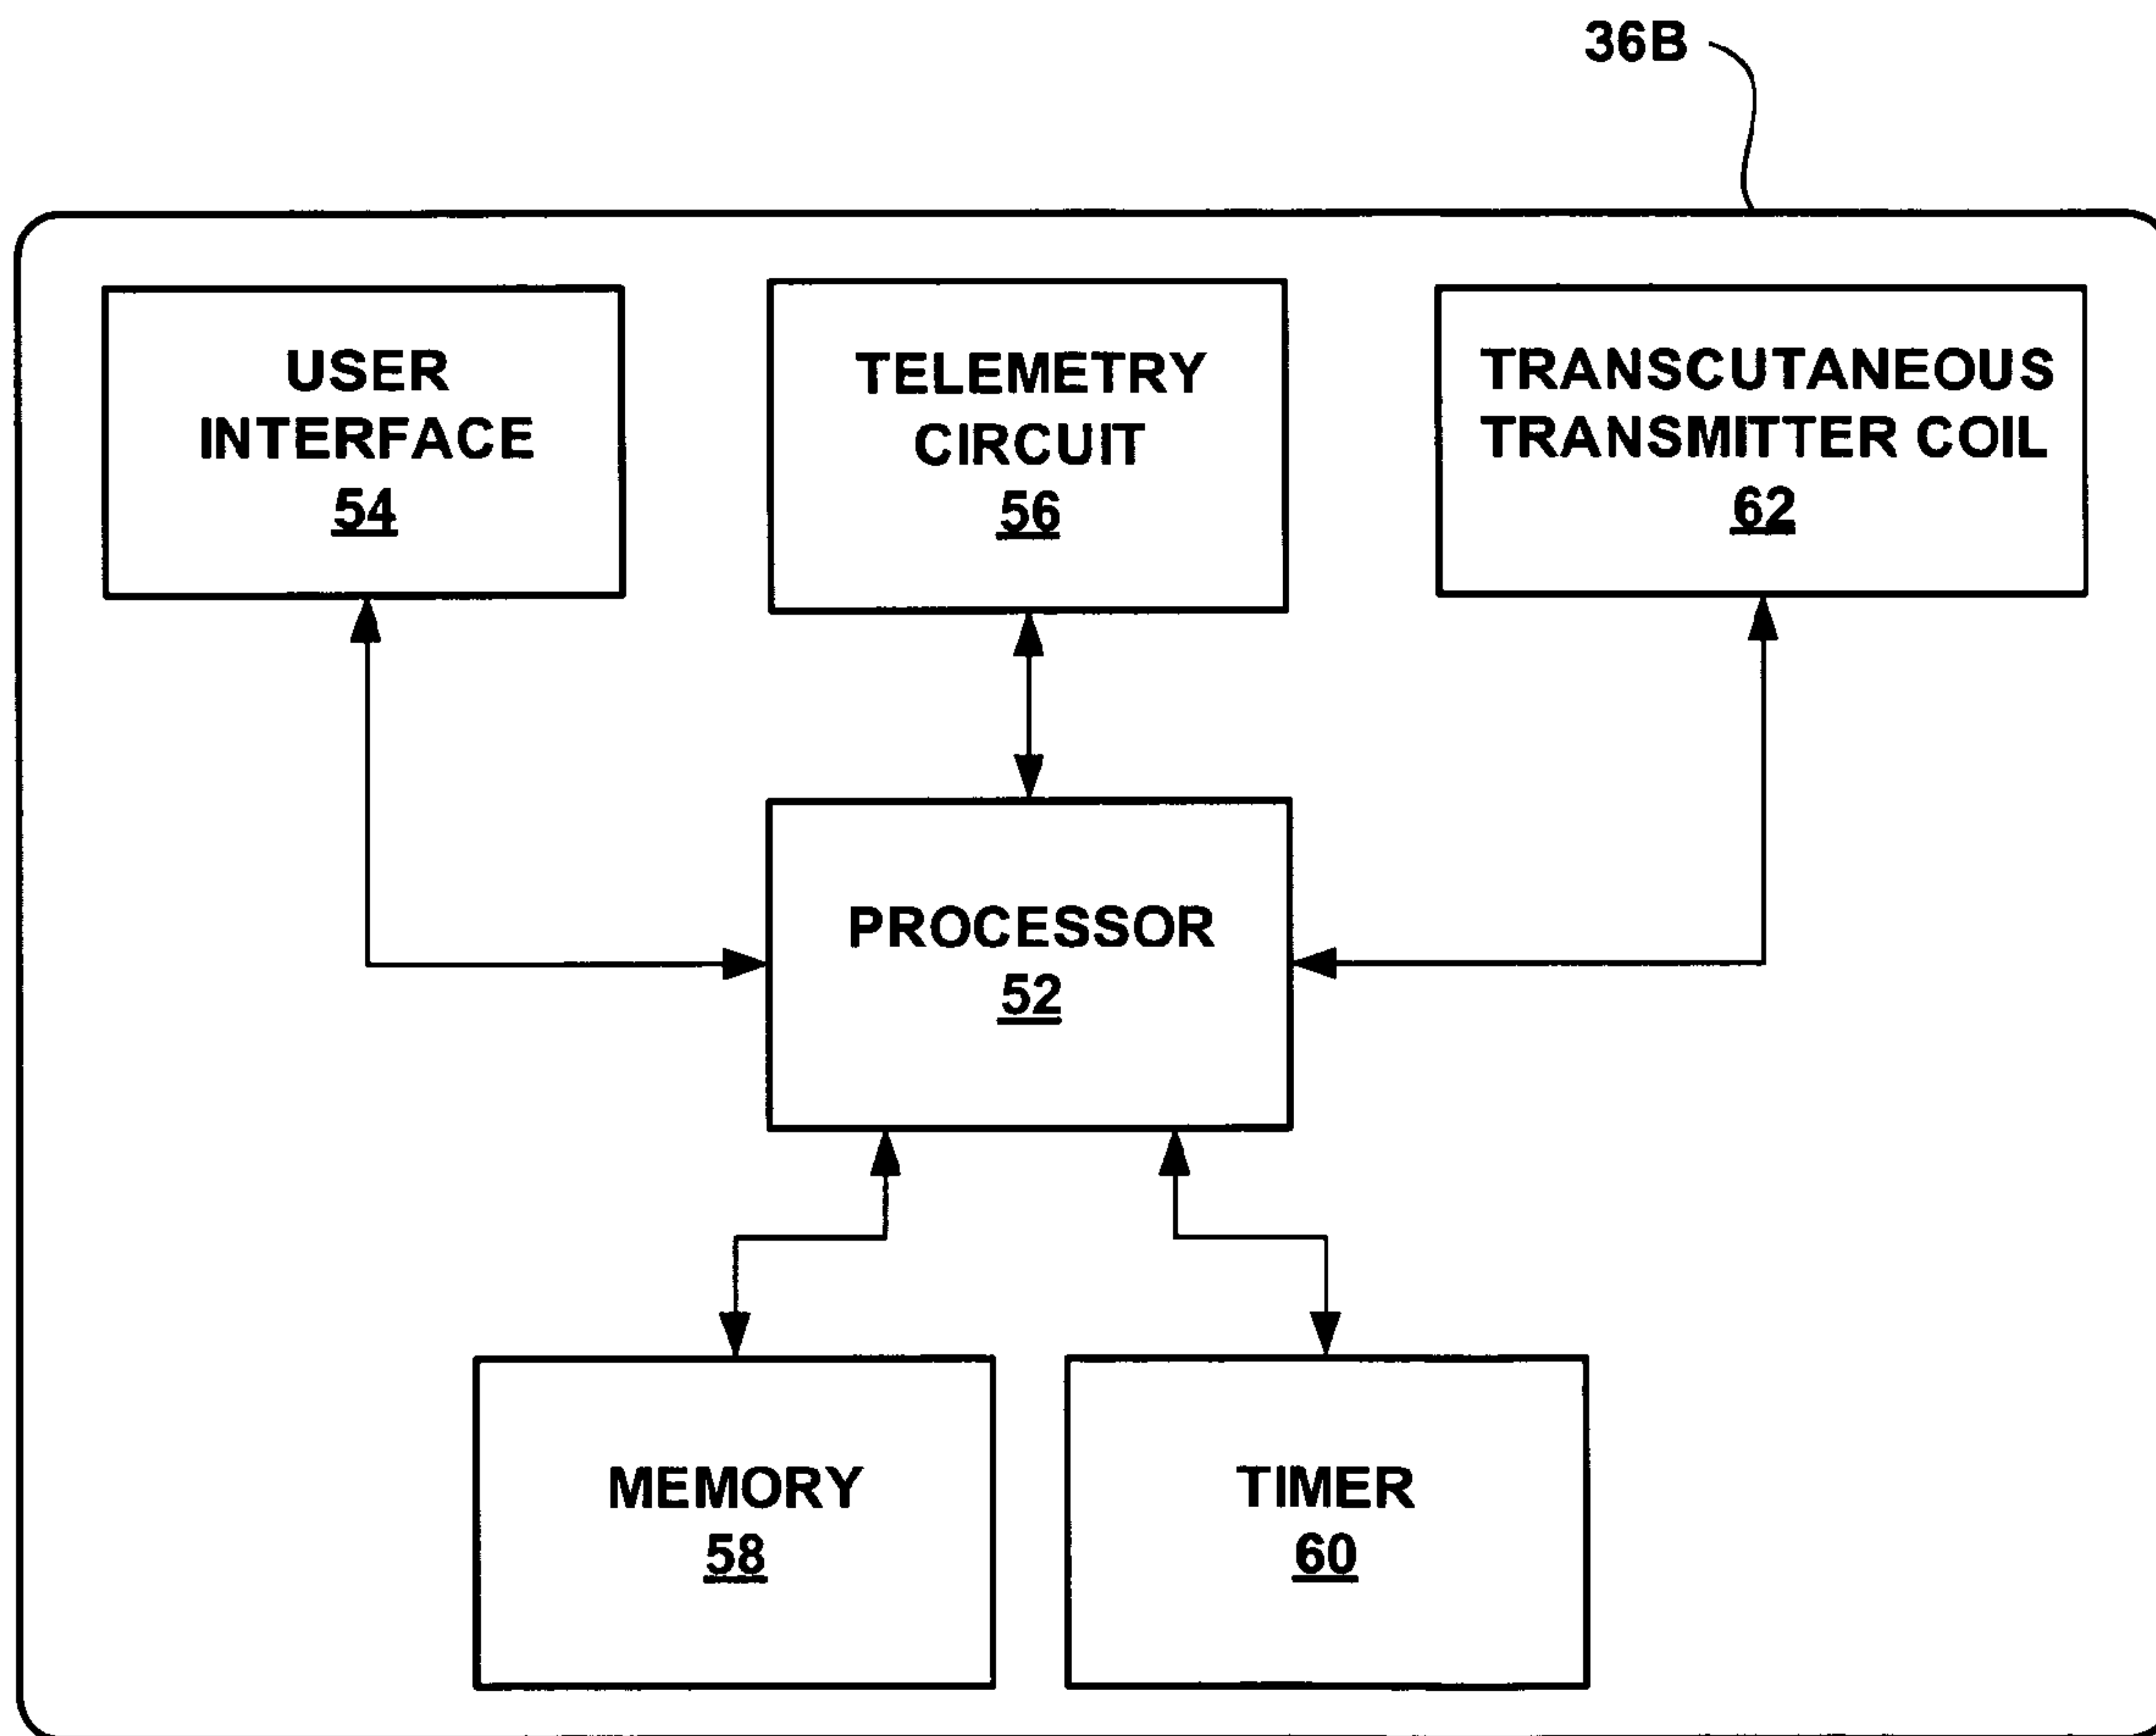 36B
USER
INTERFACE
54
TELEMETRY
CIRCUIT
56
TRANSCUTANEOUS
TRANSMITTER COIL
62
PROCESSOR
52
MEMORY
58
TIMER
60